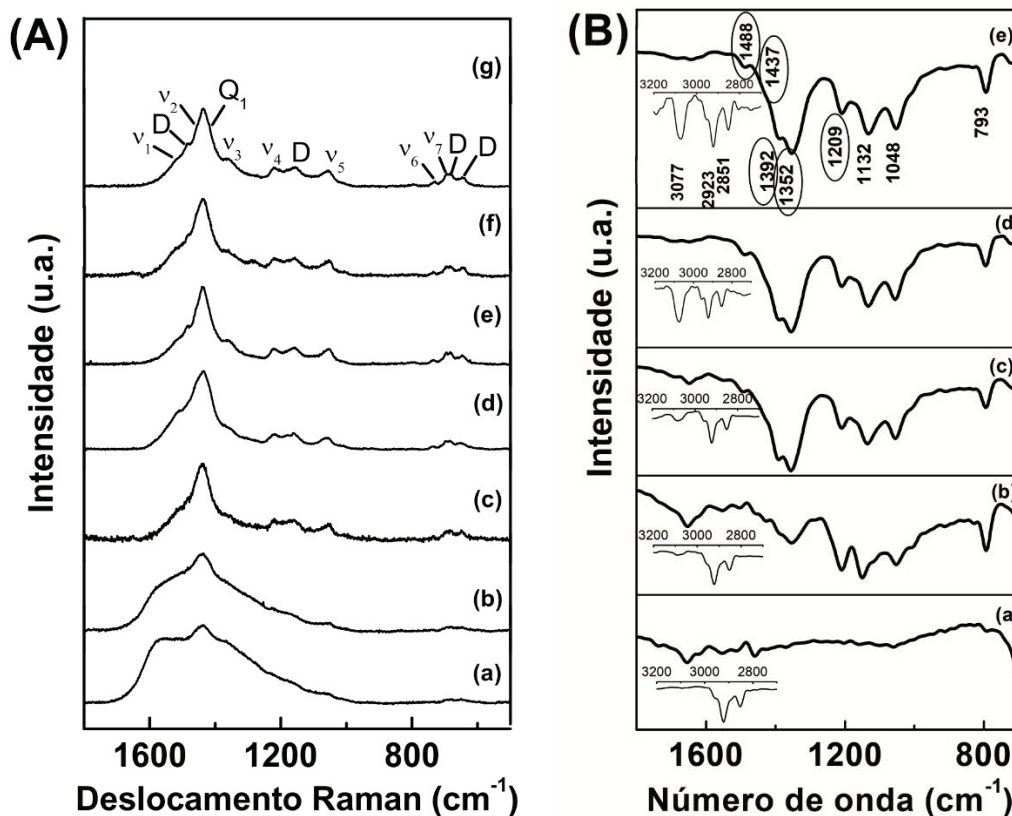 (A)
(g)
ν2
Q1
D
ν1
ν3
ν4
D
ν5
ν6
ν7
D
D
(f)
(e)
(d)
(c)
(b)
(a)
Intensidade (u.a.)
1600 1200 800
Deslocamento Raman (cm-1)
(B)
(e)
1488
1437
3200 3000 2800
3077
2923
2851
1392
1352
1209
1132
1048
793
(d)
3200 3000 2800
(c)
3200 3000 2800
(b)
3200 3000 2800
(a)
3200 3000 2800
Intensidade (u.a.)
1600 1200 800
Número de onda (cm-1)